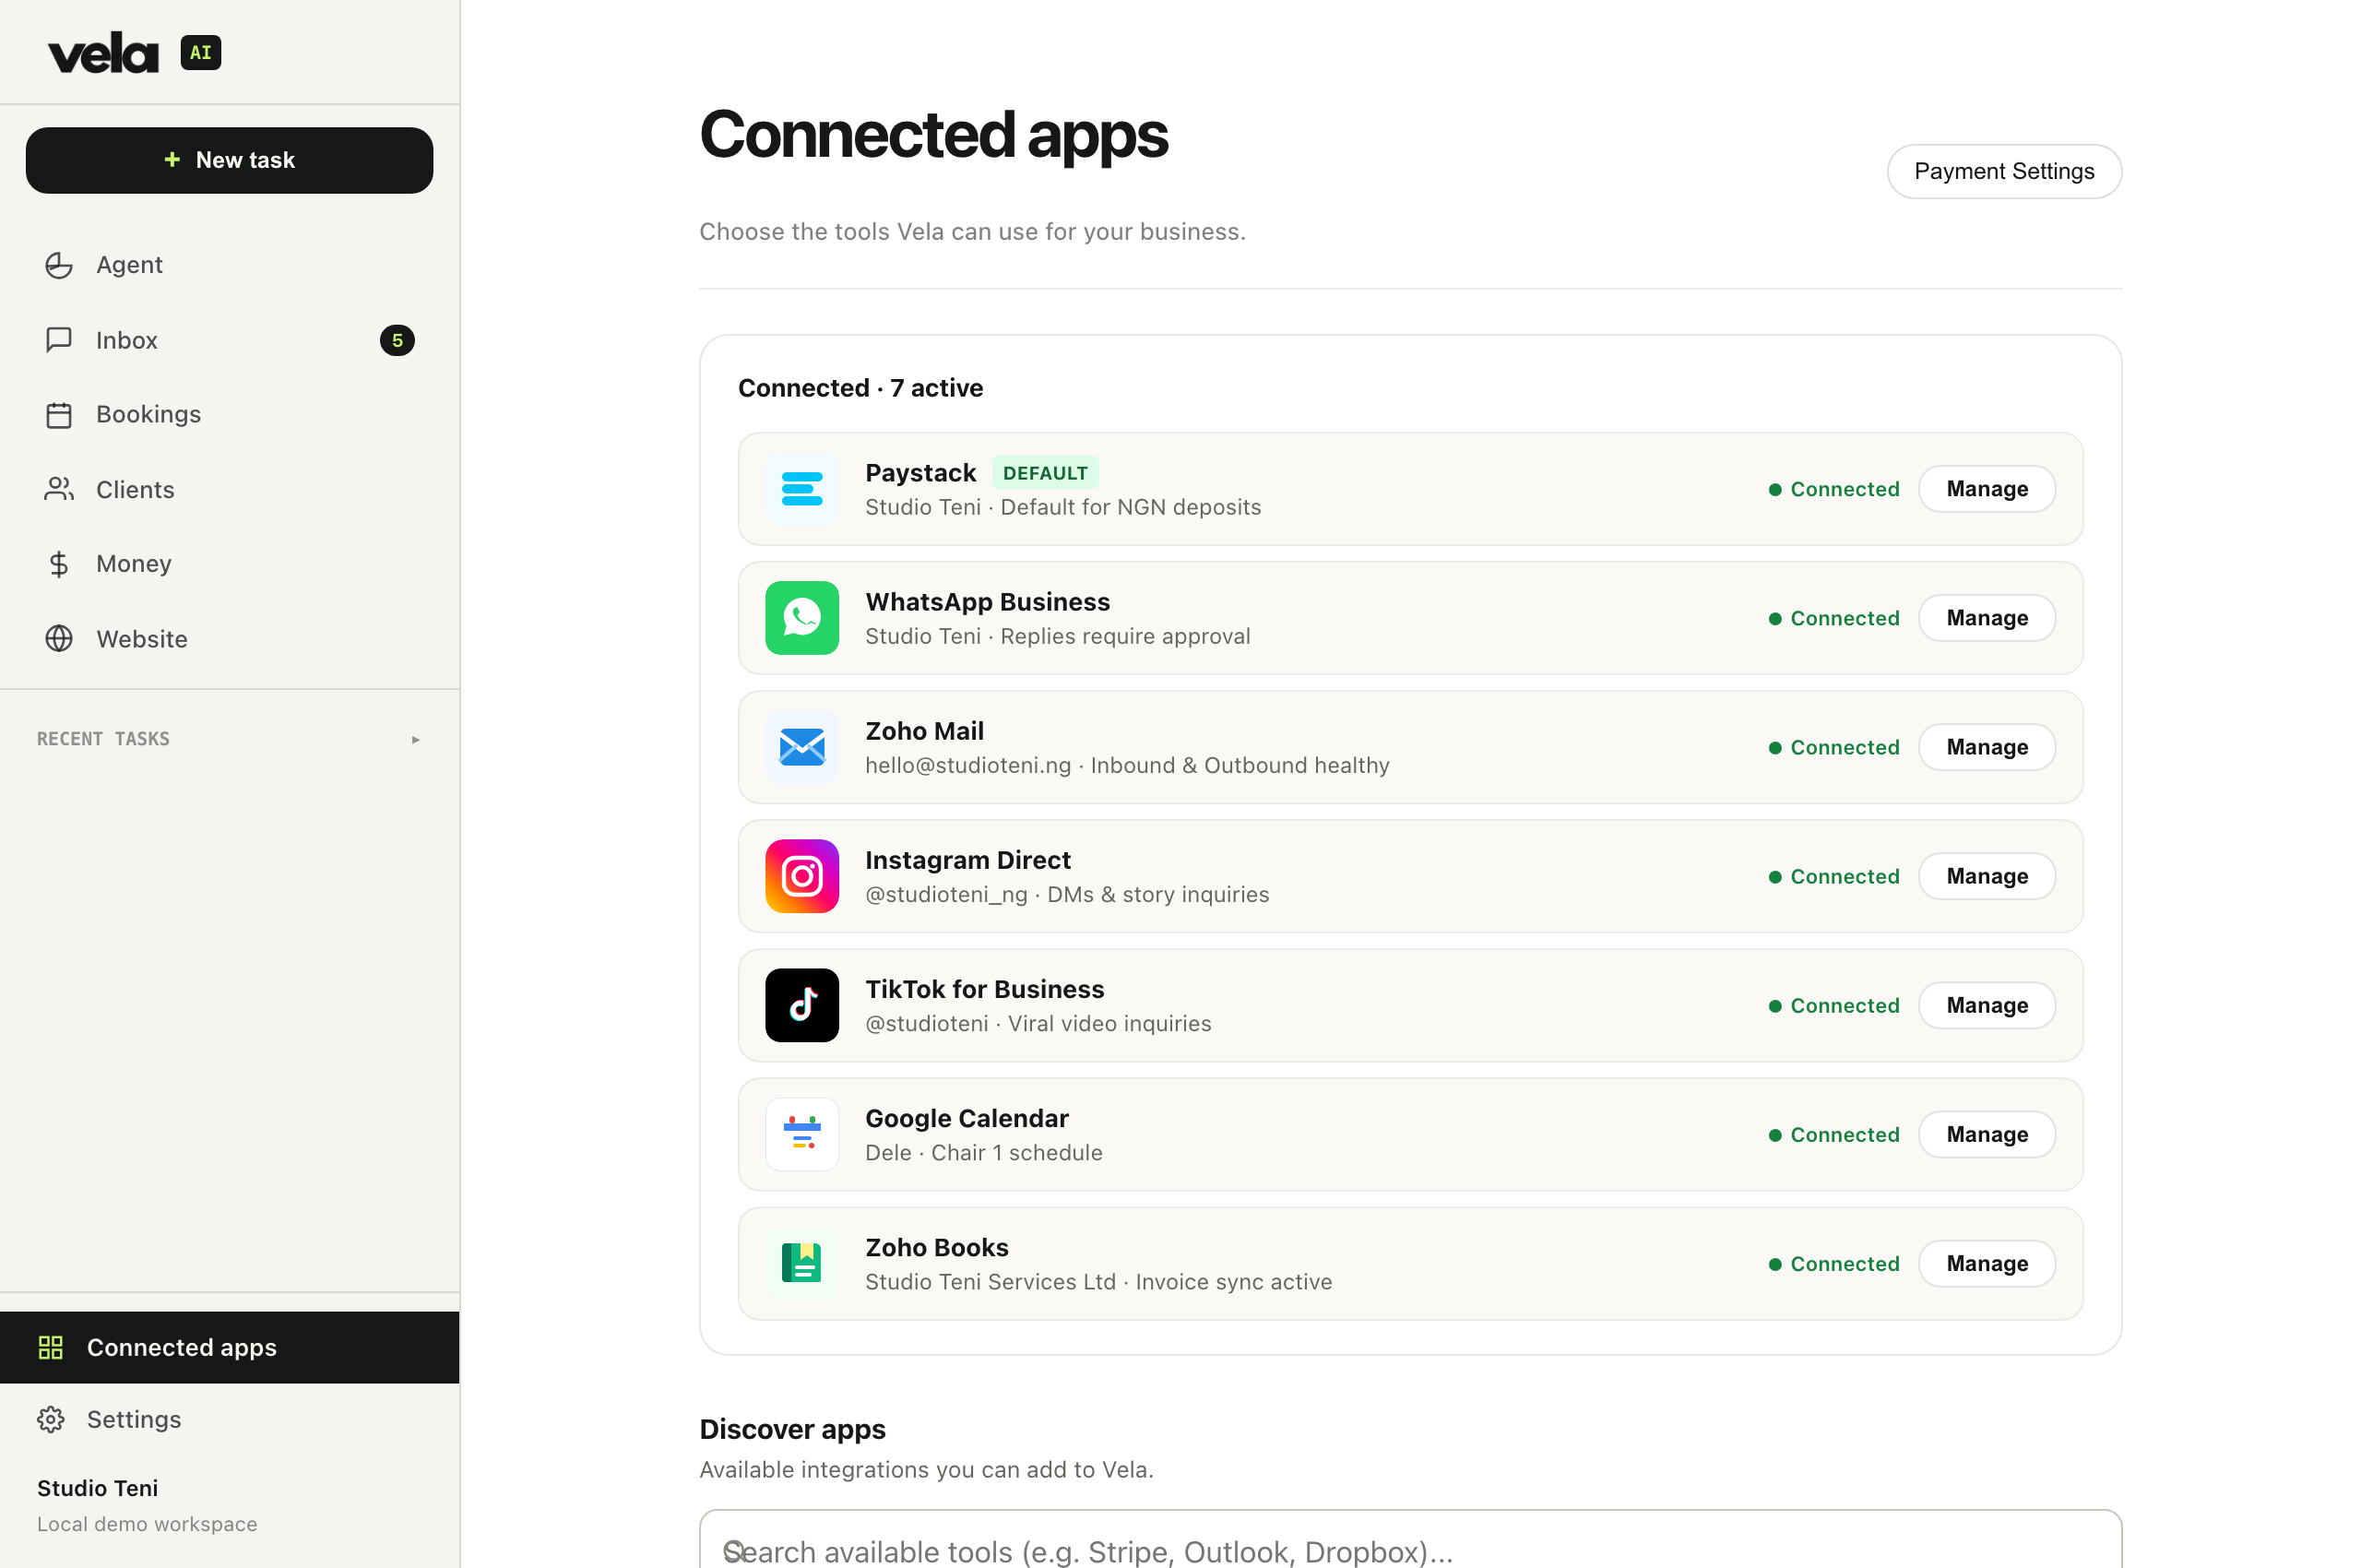 vela AI
+ New task
Agent
Inbox 5
Bookings
Clients
Money
Website
RECENT TASKS
Connected apps
Settings
Studio Teni
Local demo workspace
Connected apps
Payment Settings
Choose the tools Vela can use for your business.
Connected · 7 active
Paystack DEFAULT
Studio Teni · Default for NGN deposits
Connected Manage
WhatsApp Business
Studio Teni · Replies require approval
Connected Manage
Zoho Mail
hello@studioteni.ng · Inbound & Outbound healthy
Connected Manage
Instagram Direct
@studioteni_ng · DMs & story inquiries
Connected Manage
TikTok for Business
@studioteni · Viral video inquiries
Connected Manage
Google Calendar
Dele · Chair 1 schedule
Connected Manage
Zoho Books
Studio Teni Services Ltd · Invoice sync active
Connected Manage
Discover apps
Available integrations you can add to Vela.
Search available tools (e.g. Stripe, Outlook, Dropbox)...